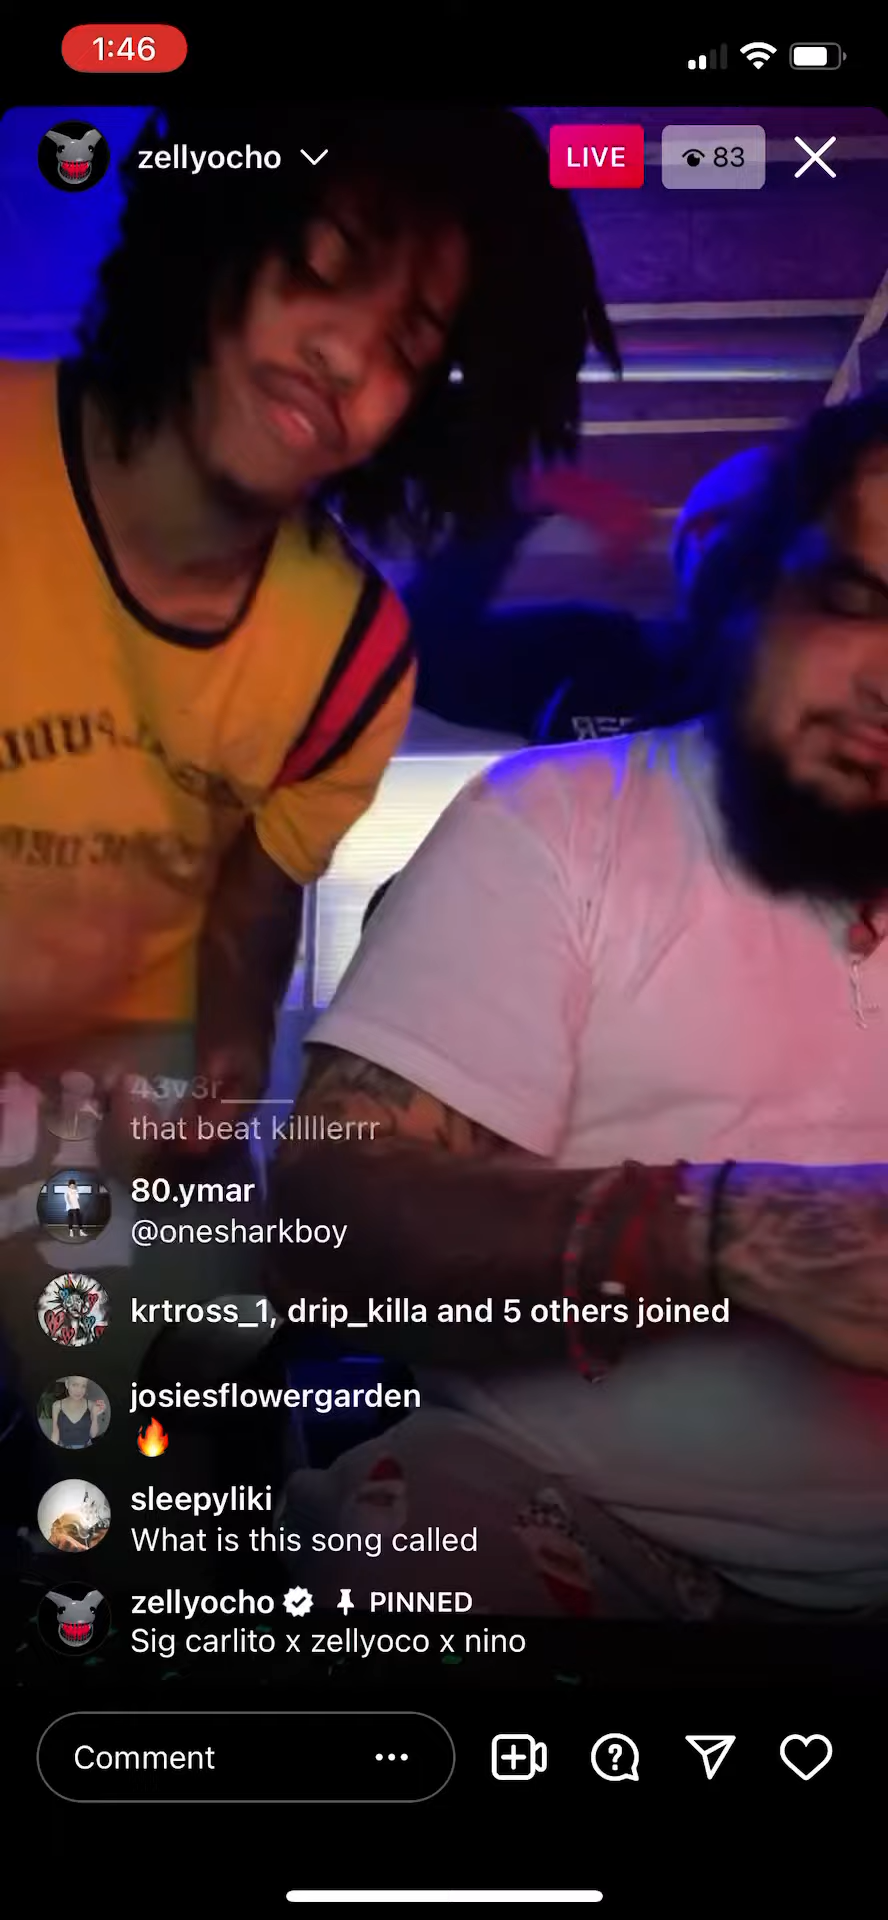 1:46
zellyocho
LIVE
83
43v3r_____
that beat killllerrr
80.ymar
@onesharkboy
krtross_1, drip_killa and 5 others joined
josiesflowergarden
🔥
sleepyliki
What is this song called
zellyocho PINNED
Sig carlito x zellyoco x nino
Comment